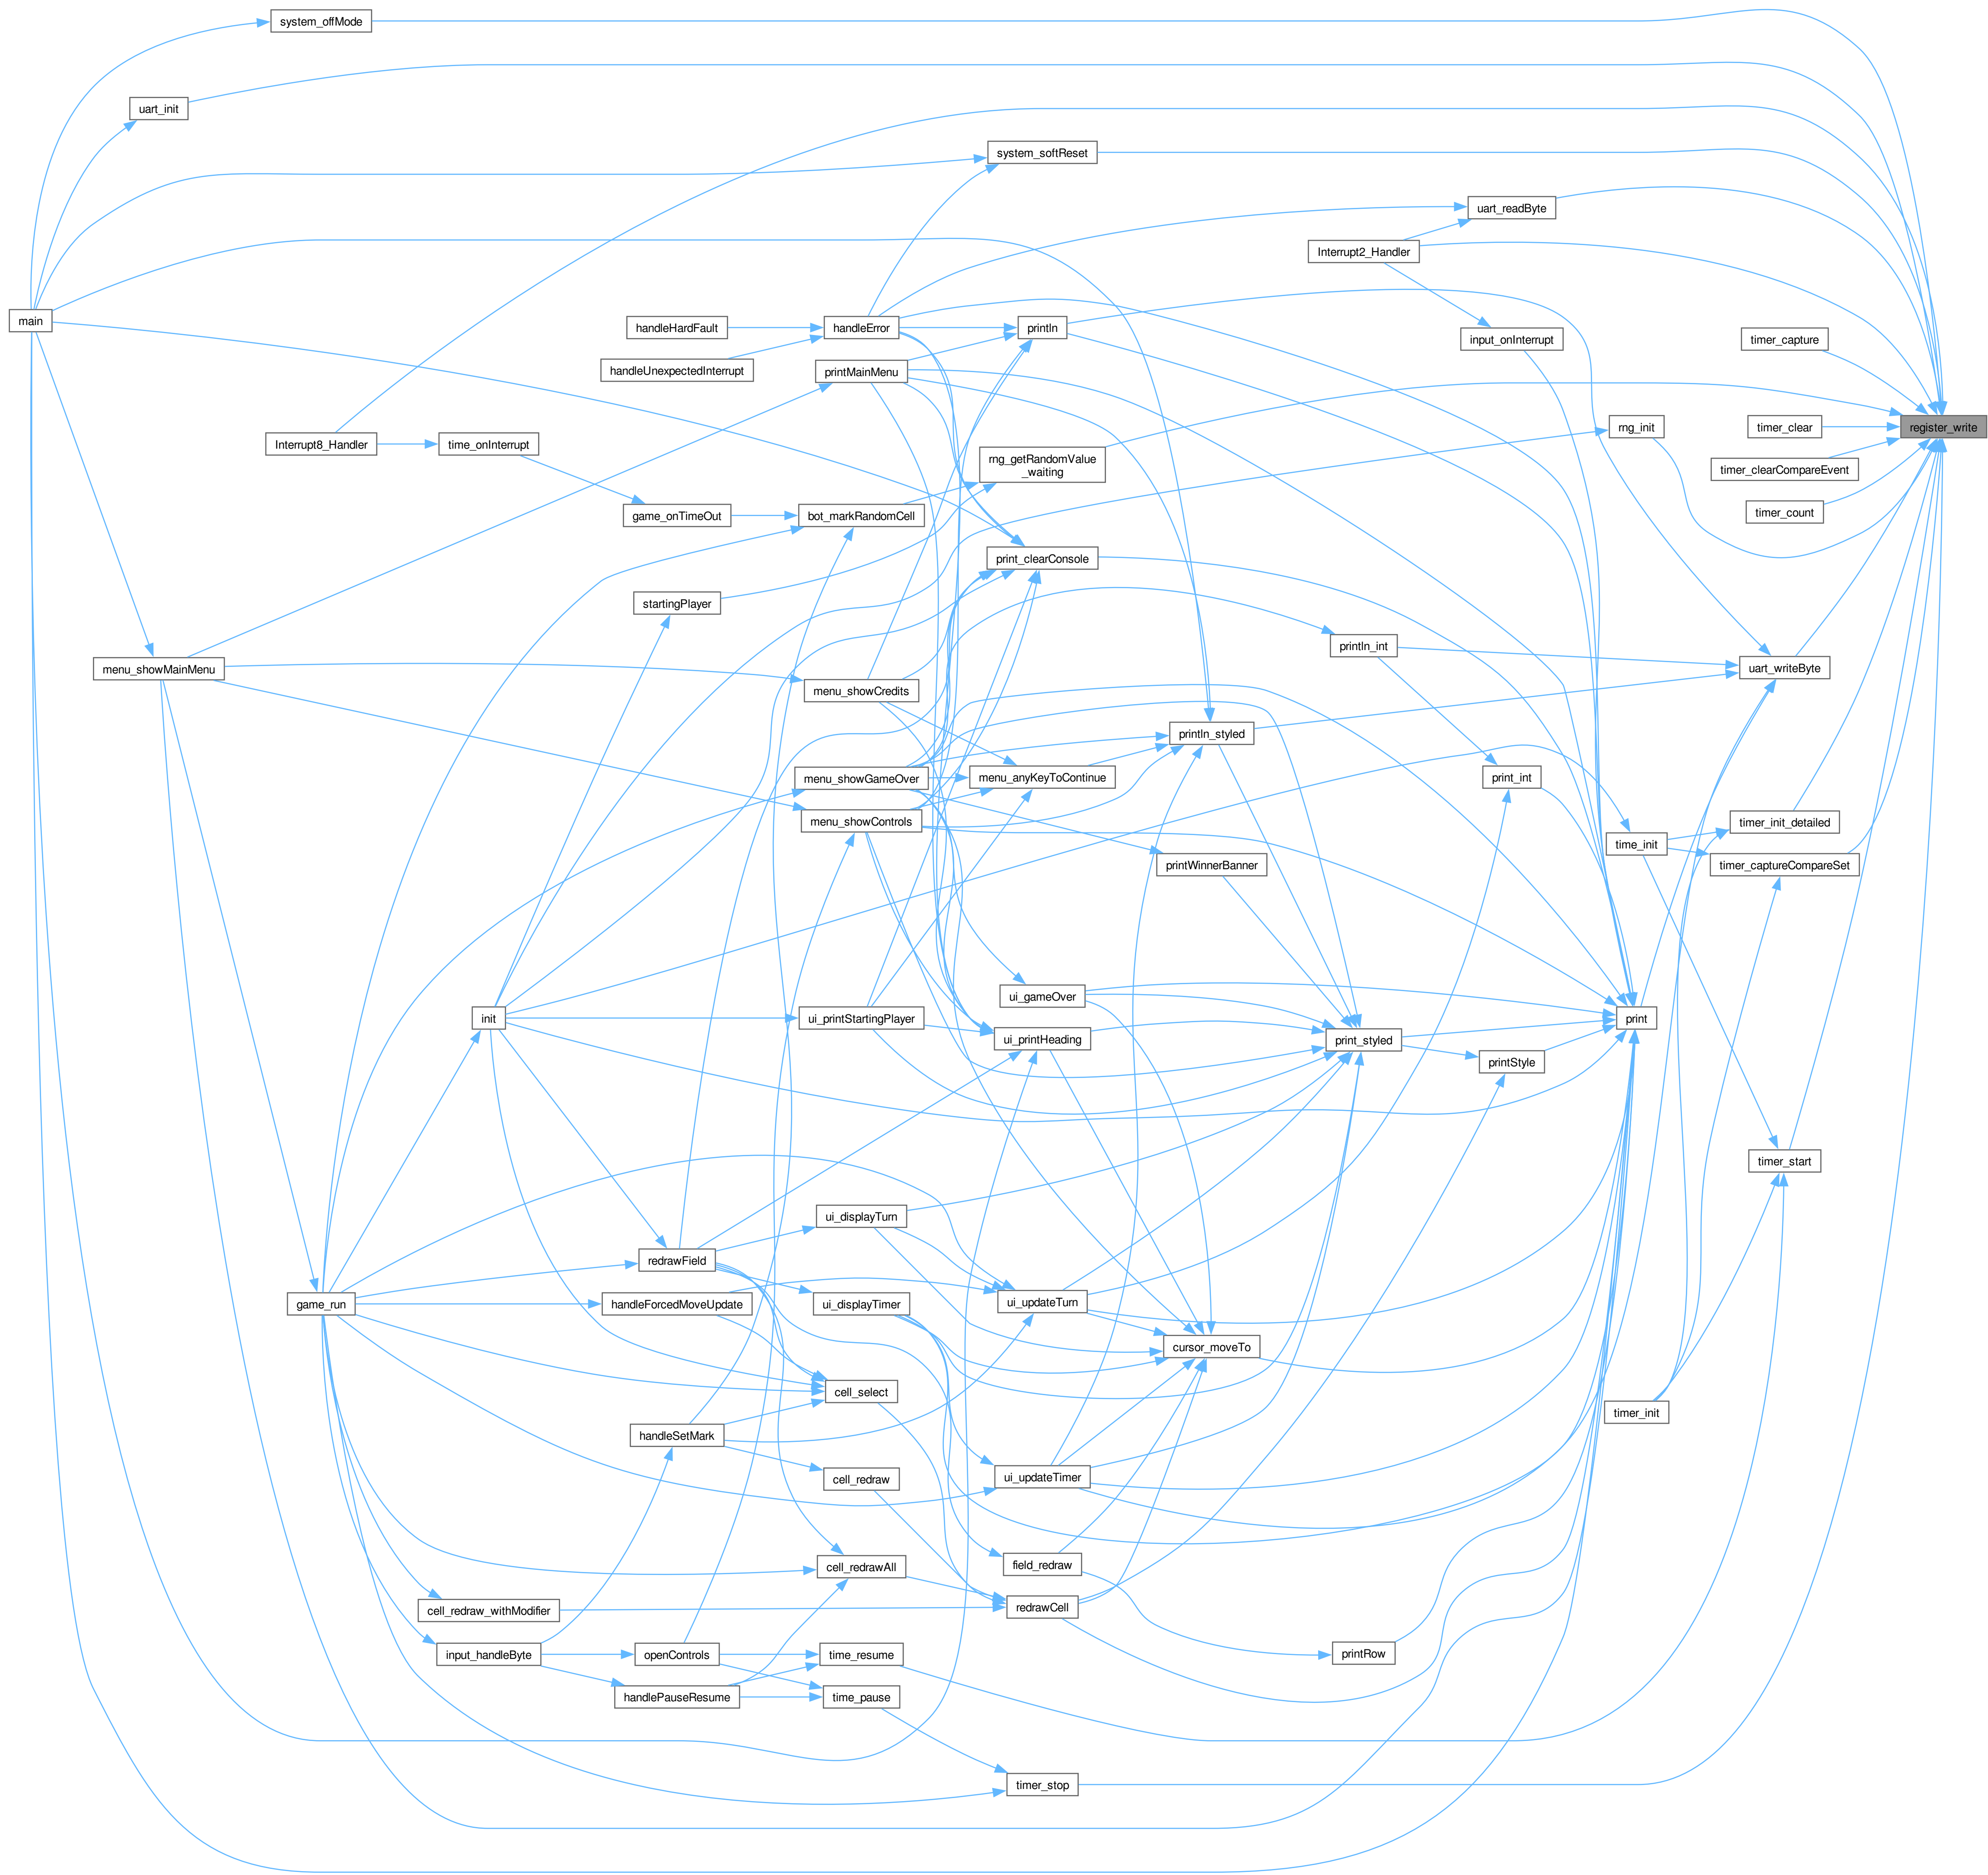 system_offMode
uart_init
system_softReset
uart_readByte
Interrupt2_Handler
main
handleHardFault
handleError
println
input_onInterrupt
timer_capture
handleUnexpectedInterrupt
printMainMenu
Interrupt8_Handler
time_onInterrupt
rng_getRandomValue
_waiting
rng_init
timer_clear
register_write
timer_clearCompareEvent
game_onTimeOut
bot_markRandomCell
timer_count
print_clearConsole
startingPlayer
println_int
menu_showMainMenu
uart_writeByte
menu_showCredits
println_styled
menu_showGameOver
menu_anyKeyToContinue
print_int
menu_showControls
timer_init_detailed
time_init
printWinnerBanner
timer_captureCompareSet
ui_gameOver
init
ui_printStartingPlayer
print
ui_printHeading
print_styled
printStyle
timer_start
ui_displayTurn
redrawField
game_run
handleForcedMoveUpdate
ui_displayTimer
ui_updateTurn
cursor_moveTo
cell_select
timer_init
handleSetMark
cell_redraw
ui_updateTimer
cell_redrawAll
field_redraw
cell_redraw_withModifier
redrawCell
input_handleByte
openControls
time_resume
printRow
handlePauseResume
time_pause
timer_stop